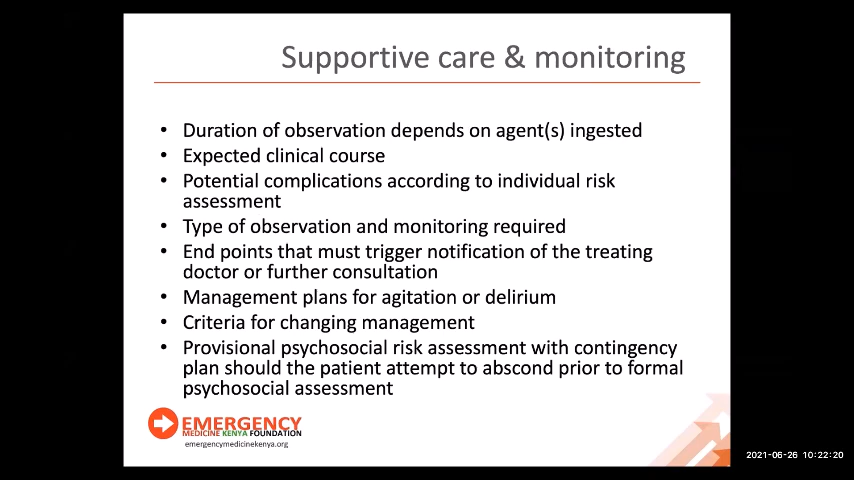 Supportive care & monitoring
• Duration of observation depends on agent(s) ingested
• Expected clinical course
• Potential complications according to individual risk
assessment
• Type of observation and monitoring required
• End points that must trigger notification of the treating
doctor or further consultation
• Management plans for agitation or delirium
• Criteria for changing management
• Provisional psychosocial risk assessment with contingency
plan should the patient attempt to abscond prior to formal
psychosocial assessment
EMERGENCY
MEDICINE KENYA FOUNDATION
emergencymedicinekenya.org
2021-06-26 10:22:20